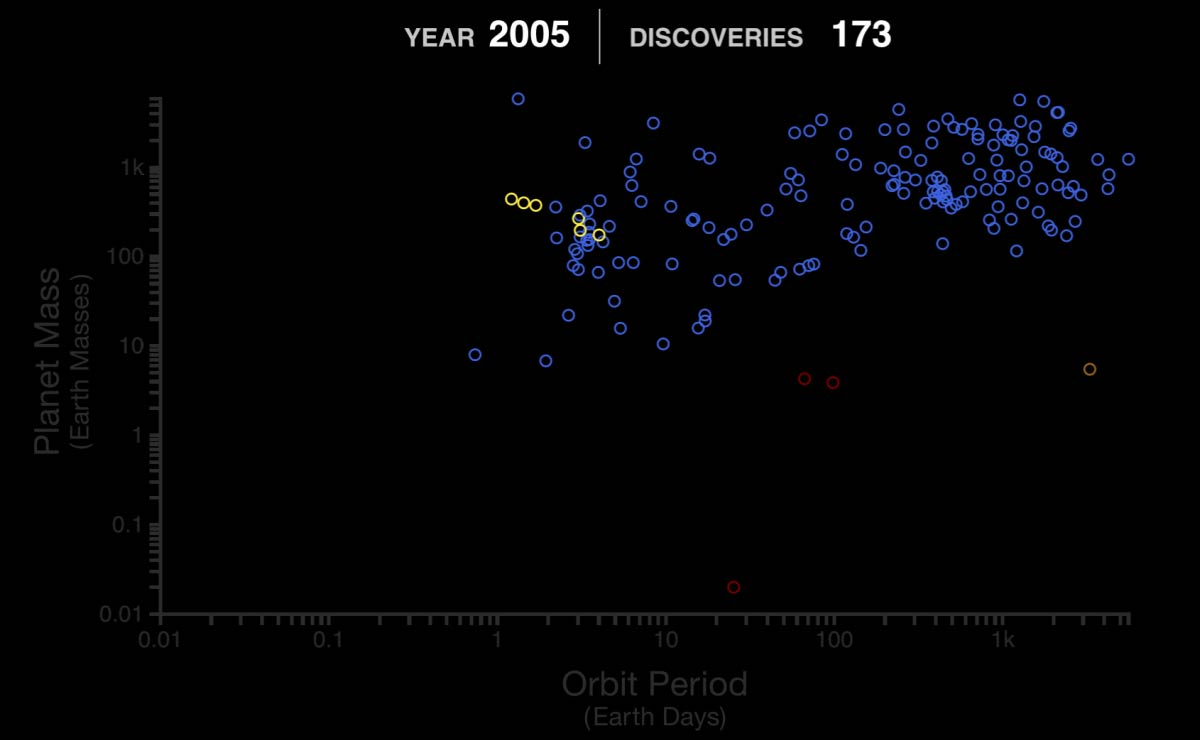 YEAR 2005 DISCOVERIES 173
1k
100
10
1
0.1
0.01
Planet Mass
(Earth Masses)
0.01 0.1 1 10 100 1k
Orbit Period
(Earth Days)